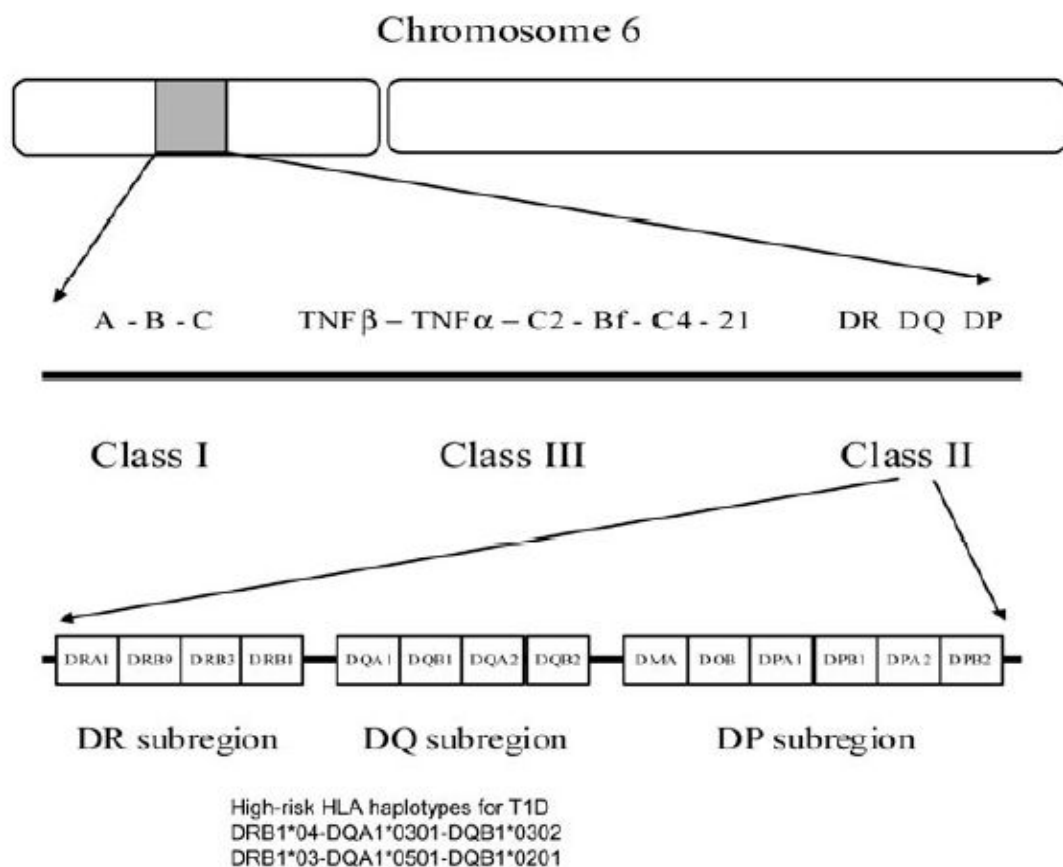 Chromosome 6
A - B - C TNFβ – TNFα – C2 - Bf - C4 - 21 DR DQ DP
Class I Class III Class II
DRA1 DRB9 DRB3 DRB1 DQA1 DQB1 DQA2 DQB2 DMA DOB DPA1 DPB1 DPA2 DPB2
DR subregion DQ subregion DP subregion
High-risk HLA haplotypes for T1D
DRB1*04-DQA1*0301-DQB1*0302
DRB1*03-DQA1*0501-DQB1*0201